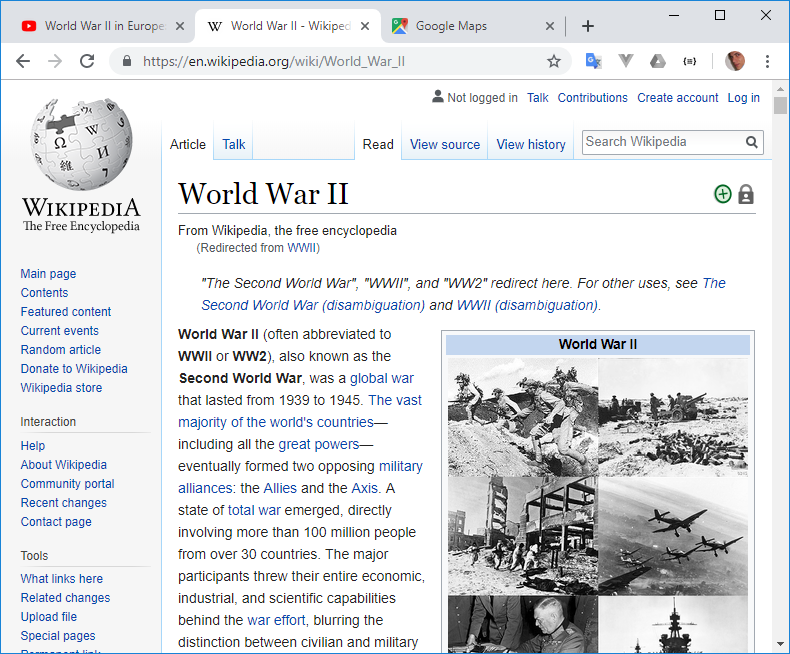 World War II in Europe
World War II - Wikiped
Google Maps
https://en.wikipedia.org/wiki/World_War_II
Not logged in Talk Contributions Create account Log in
Article Talk Read View source View history Search Wikipedia
WIKIPEDIA
The Free Encyclopedia
Main page
Contents
Featured content
Current events
Random article
Donate to Wikipedia
Wikipedia store
Interaction
Help
About Wikipedia
Community portal
Recent changes
Contact page
Tools
What links here
Related changes
Upload file
Special pages
Permanent link
World War II
From Wikipedia, the free encyclopedia
(Redirected from WWII)
"The Second World War", "WWII", and "WW2" redirect here. For other uses, see The
Second World War (disambiguation) and WWII (disambiguation).
World War II (often abbreviated to
WWII or WW2), also known as the
Second World War, was a global war
that lasted from 1939 to 1945. The vast
majority of the world's countries—
including all the great powers—
eventually formed two opposing military
alliances: the Allies and the Axis. A
state of total war emerged, directly
involving more than 100 million people
from over 30 countries. The major
participants threw their entire economic,
industrial, and scientific capabilities
behind the war effort, blurring the
distinction between civilian and military
World War II